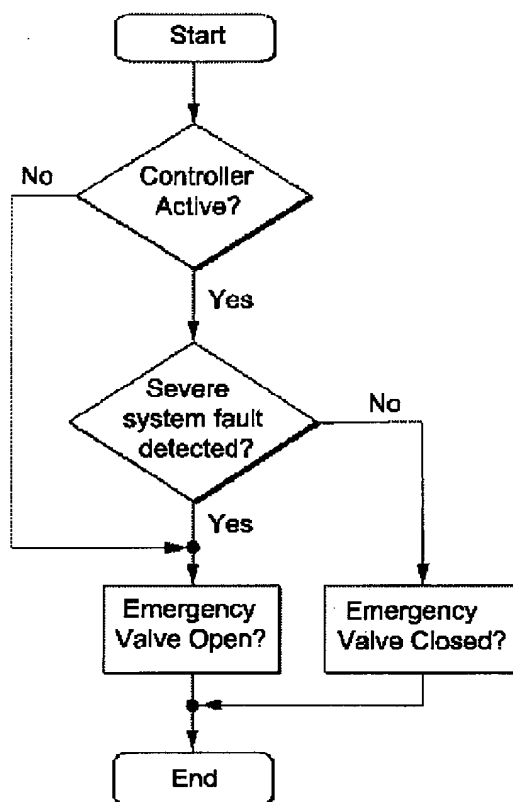 Start
No
Controller
Active?
Yes
Severe
system fault
detected?
No
Yes
Emergency
Valve Open?
Emergency
Valve Closed?
End